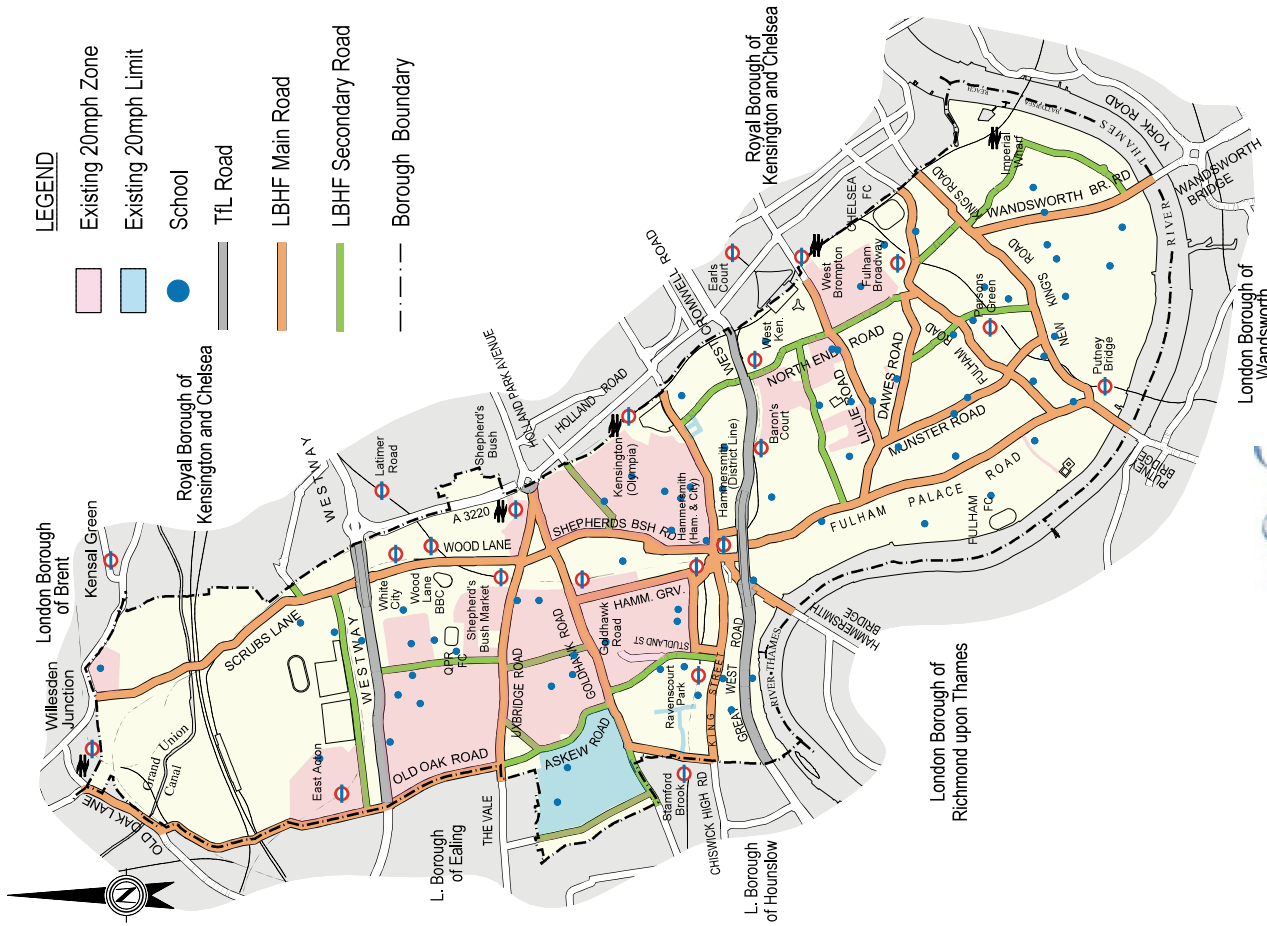 LEGEND
Existing 20mph Zone
Existing 20mph Limit
School
TfL Road
LBHF Main Road
LBHF Secondary Road
Borough Boundary
N
London Borough
of Brent
Kensal Green
Willesden
Junction
Royal Borough of
Kensington and Chelsea
WESTWAY
Latimer
Road
Shepherd's
Bush
HOLLAND PARK AVENUE
HOLLAND ROAD
HOLLAND ROAD
A 3220
WOOD LANE
SCRUBS LANE
Grand Union
Canal
OLD OAK LANE
East Acton
WESTWAY
OLD OAK ROAD
White
City
Wood
Lane
BBC
Shepherd's
Bush Market
QPR
FC
UXBRIDGE ROAD
GOLDHAWK ROAD
Goldhawk
Road
ASKEW ROAD
THE VALE
L. Borough
of Ealing
SHEPHERDS BSH RD
HAMM. GRV.
STUDLAND ST
Ravenscourt
Park
Stamford
Brook
KING STREET
GREAT WEST ROAD
CHISWICK HIGH RD
L. Borough
of Hounslow
RIVER THAMES
HAMMERSMITH
BRIDGE
London Borough of
Richmond upon Thames
Kensington
(Olympia)
Hammersmith
(Ham. & City)
Hammersmith
(District Line)
Baron's
Court
West
Ken.
WEST CROMWELL ROAD
Earls
Court
Royal Borough of
Kensington and Chelsea
NORTH END ROAD
LILLIE ROAD
DAWES ROAD
MUNSTER ROAD
FULHAM ROAD
FULHAM PALACE ROAD
FULHAM
FC
West
Brompton
Fulham
Broadway
CHELSEA
FC
KINGS ROAD
Imperial
Wharf
WANDSWORTH BR. RD
Parsons
Green
NEW KINGS ROAD
Putney
Bridge
PUTNEY
BRIDGE
BATTERSEA REACH
RIVER THAMES
YORK ROAD
WANDSWORTH
BRIDGE
London Borough of
Wandsworth